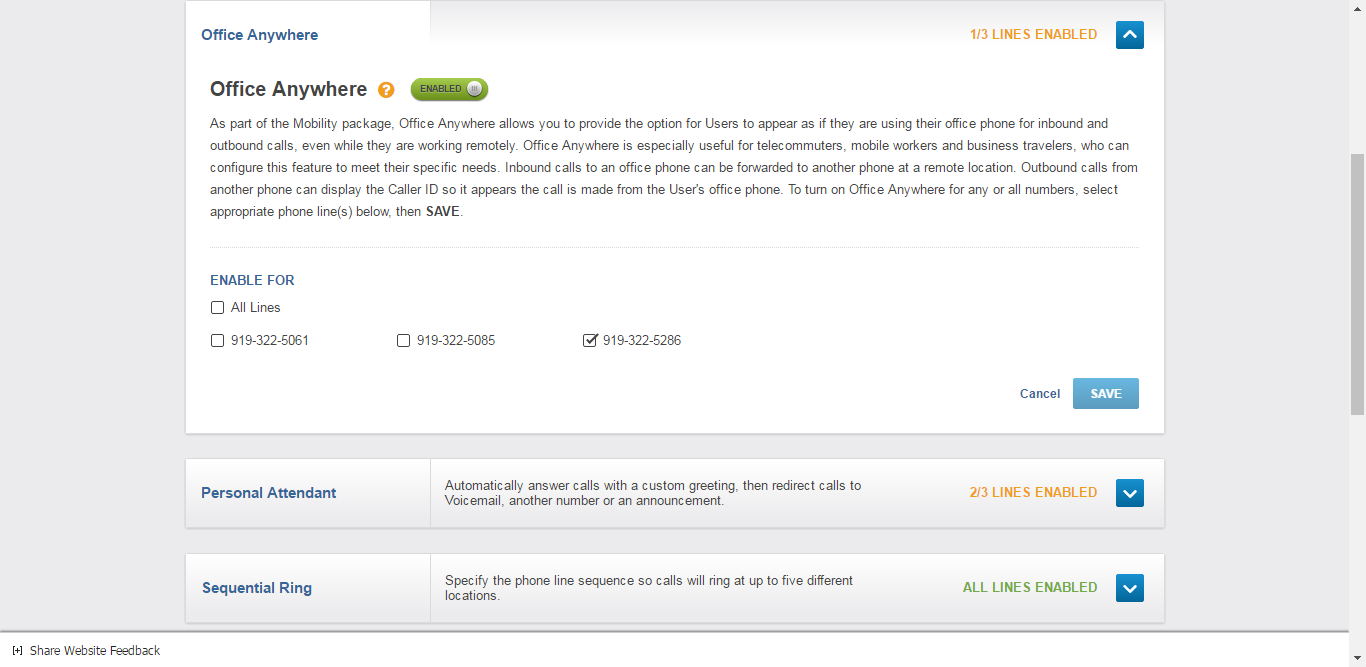 Office Anywhere
1/3 LINES ENABLED
Office Anywhere ? ENABLED
As part of the Mobility package, Office Anywhere allows you to provide the option for Users to appear as if they are using their office phone for inbound and
outbound calls, even while they are working remotely. Office Anywhere is especially useful for telecommuters, mobile workers and business travelers, who can
configure this feature to meet their specific needs. Inbound calls to an office phone can be forwarded to another phone at a remote location. Outbound calls from
another phone can display the Caller ID so it appears the call is made from the User's office phone. To turn on Office Anywhere for any or all numbers, select
appropriate phone line(s) below, then SAVE.
ENABLE FOR
All Lines
919-322-5061
919-322-5085
919-322-5286
Cancel
SAVE
Personal Attendant
Automatically answer calls with a custom greeting, then redirect calls to
Voicemail, another number or an announcement.
2/3 LINES ENABLED
Sequential Ring
Specify the phone line sequence so calls will ring at up to five different
locations.
ALL LINES ENABLED
[+] Share Website Feedback